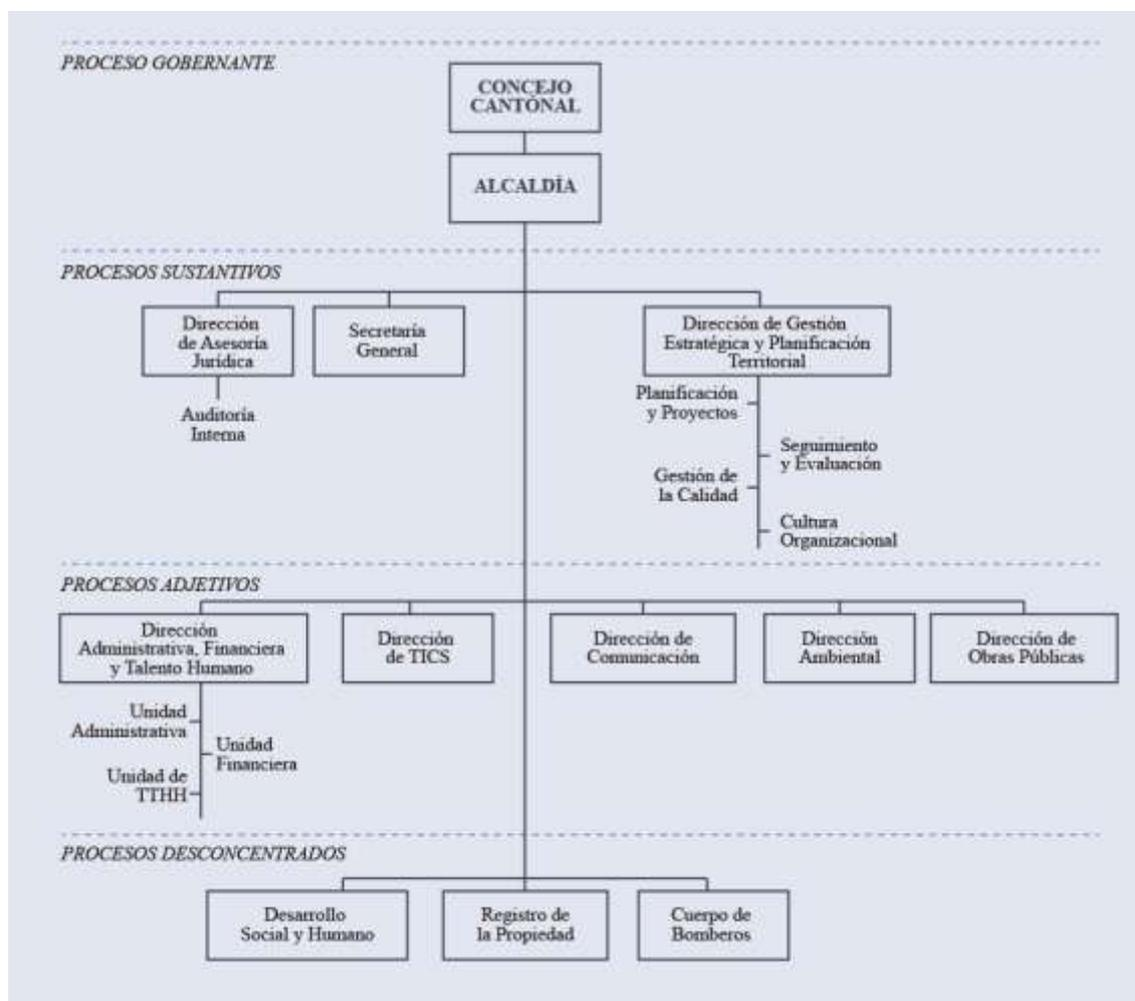 PROCESO GOBERNANTE
CONCEJO
CANTÓNAL
ALCALDÍA
PROCESOS SUSTANTIVOS
Dirección
de Asesoría
Jurídica
Secretaría
General
Dirección de Gestión
Estratégica y Planificación
Territorial
Auditoría
Interna
Planificación
y Proyectos
Seguimiento
y Evaluación
Gestión de
la Calidad
Cultura
Organizacional
PROCESOS ADJETIVOS
Dirección
Administrativa, Financiera
y Talento Humano
Dirección
de TICS
Dirección de
Comunicación
Dirección
Ambiental
Dirección de
Obras Públicas
Unidad
Administrativa
Unidad
Financiera
Unidad de
TTHH
PROCESOS DESCONCENTRADOS
Desarrollo
Social y Humano
Registro de
la Propiedad
Cuerpo de
Bomberos